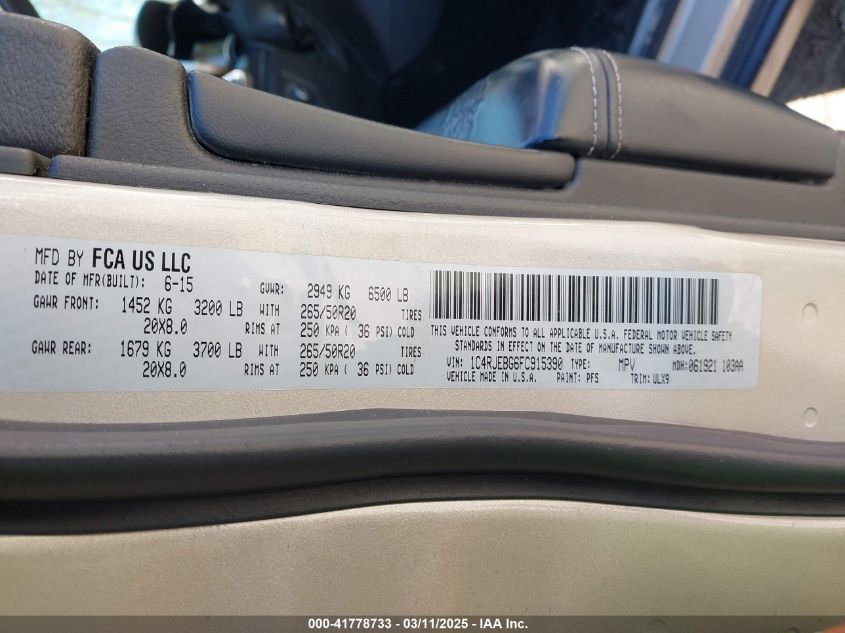 MFD BY FCA US LLC
DATE OF MFR(BUILT): 6-15 GVWR: 2949 KG 6500 LB
GAWR FRONT: 1452 KG 3200 LB WITH 265/50R20 TIRES
20X8.0 RIMS AT 250 KPA ( 36 PSI) COLD
GAWR REAR: 1679 KG 3700 LB WITH 265/50R20 TIRES
20X8.0 RIMS AT 250 KPA ( 36 PSI) COLD
THIS VEHICLE CONFORMS TO ALL APPLICABLE U.S.A. FEDERAL MOTOR VEHICLE SAFETY
STANDARDS IN EFFECT ON THE DATE OF MANUFACTURE SHOWN ABOVE.
VIN: 1C4RJEBG6FC915390 TYPE: MPV MDH: 061921 103AA
VEHICLE MADE IN U.S.A. PAINT: PFS TRIM: ULX9
000-41778733 - 03/11/2025 - IAA Inc.